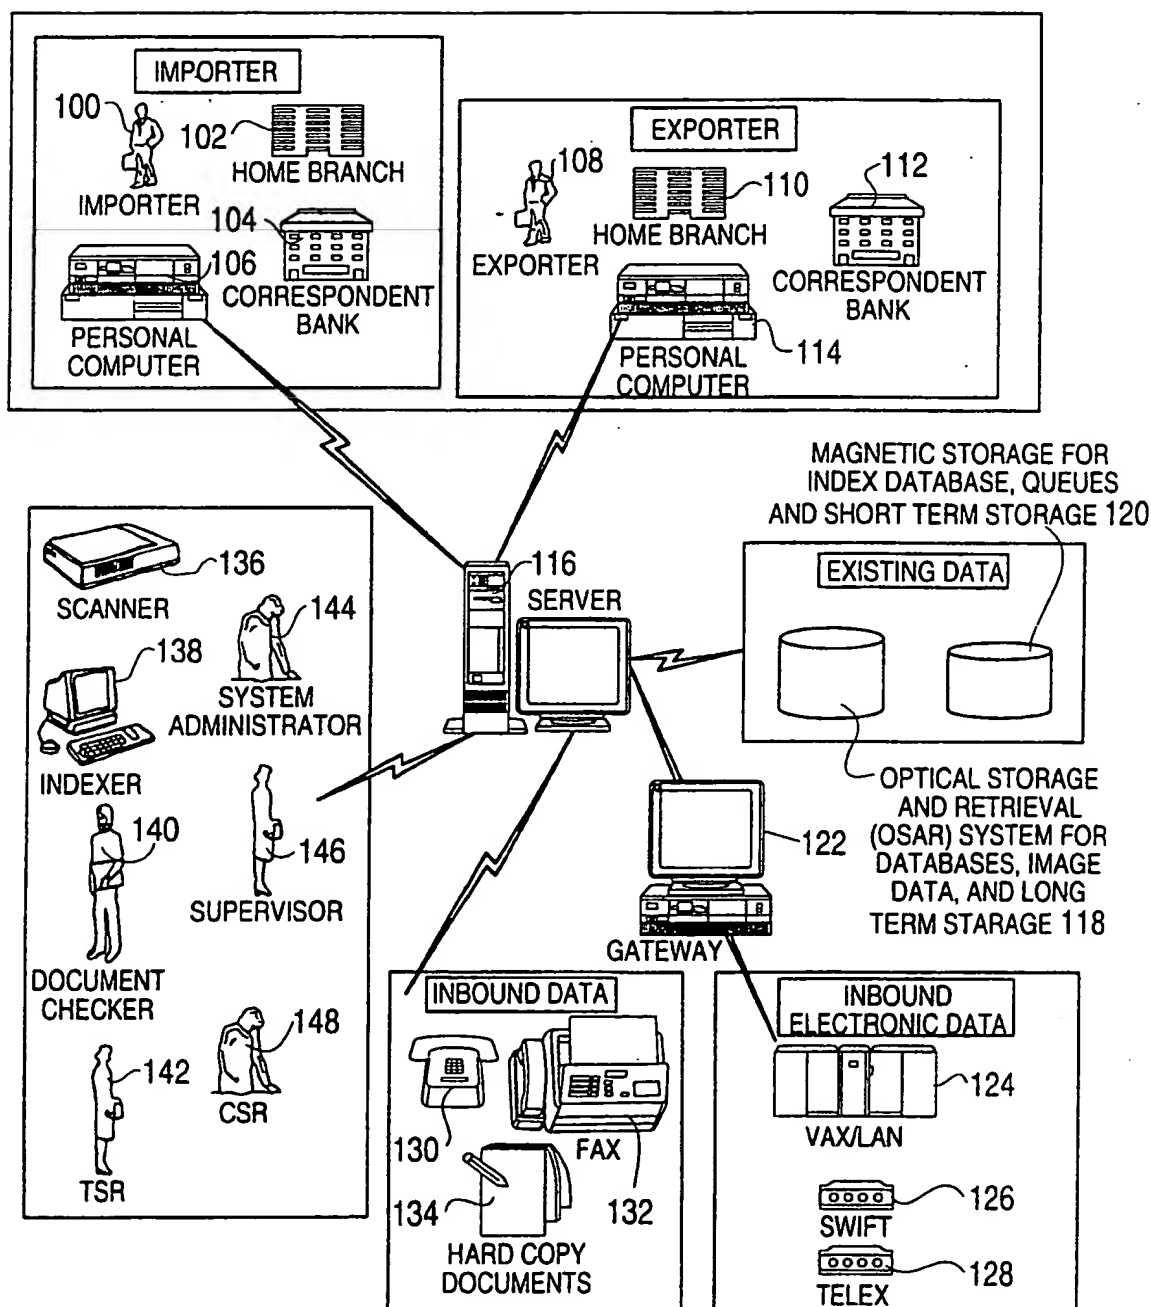 IMPORTER
100
102
HOME BRANCH
IMPORTER
104
106
CORRESPONDENT
BANK
PERSONAL
COMPUTER
EXPORTER
108
110
112
HOME BRANCH
EXPORTER
CORRESPONDENT
BANK
114
PERSONAL
COMPUTER
MAGNETIC STORAGE FOR
INDEX DATABASE, QUEUES
AND SHORT TERM STORAGE 120
EXISTING DATA
116
SERVER
136
SCANNER
144
138
SYSTEM
ADMINISTRATOR
INDEXER
140
146
SUPERVISOR
DOCUMENT
CHECKER
148
142
CSR
TSR
OPTICAL STORAGE
AND RETRIEVAL
(OSAR) SYSTEM FOR
DATABASES, IMAGE
DATA, AND LONG
TERM STARAGE 118
122
GATEWAY
INBOUND DATA
130
FAX
134
132
HARD COPY
DOCUMENTS
INBOUND
ELECTRONIC DATA
124
VAX/LAN
126
SWIFT
128
TELEX